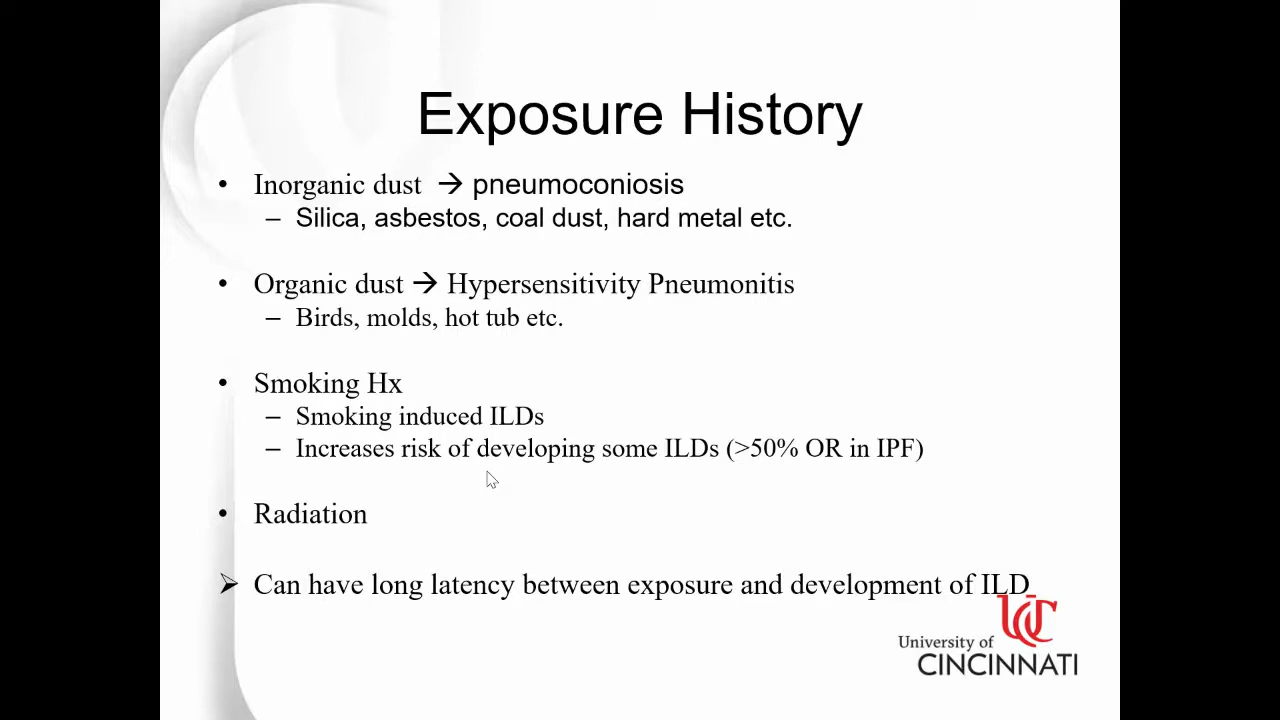 Exposure History
• Inorganic dust → pneumoconiosis
– Silica, asbestos, coal dust, hard metal etc.
• Organic dust → Hypersensitivity Pneumonitis
– Birds, molds, hot tub etc.
• Smoking Hx
– Smoking induced ILDs
– Increases risk of developing some ILDs (>50% OR in IPF)
• Radiation
➢ Can have long latency between exposure and development of ILD
UC
University of
CINCINNATI